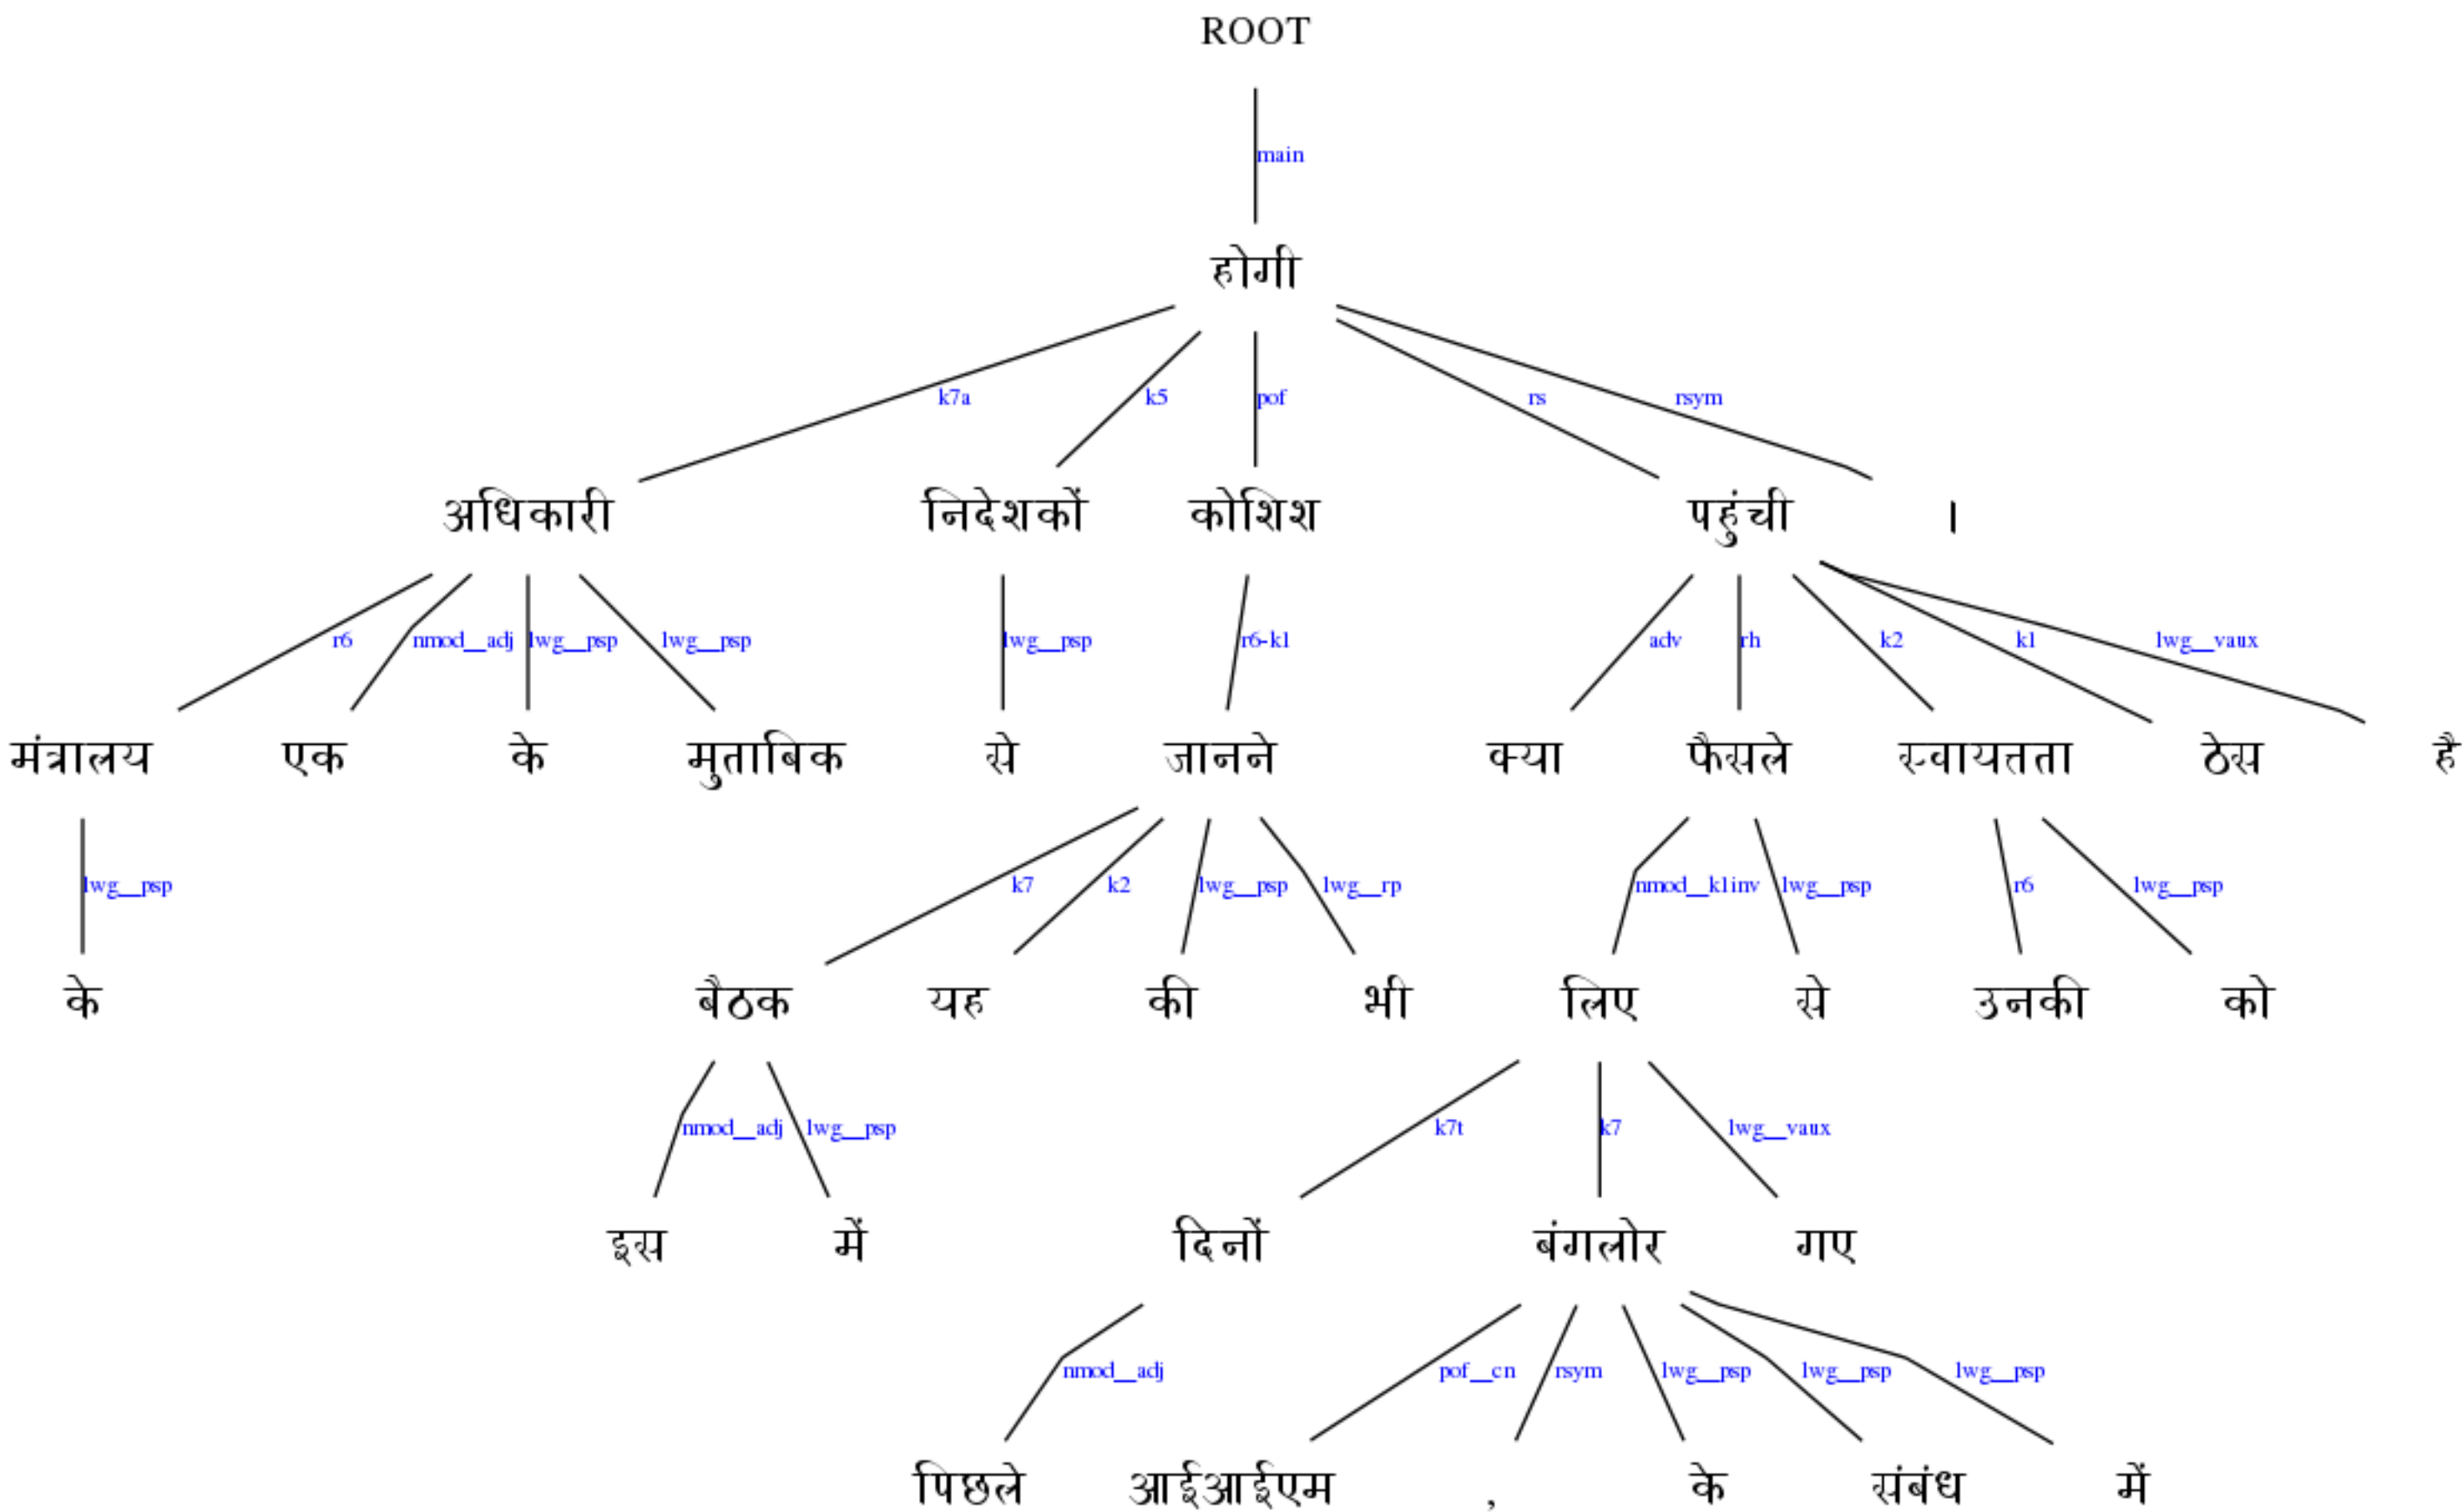 ROOT
main
होगी
k7a k5 pof rs rsym
अधिकारी निदेशकों कोशिश पहुंची ।
r6 nmod__adj lwg__psp lwg__psp lwg__psp r6-k1 adv rh k2 k1 lwg__vaux
मंत्रालय एक के मुताबिक से जानने क्या फैसले स्वायत्तता ठेस है
lwg__psp k7 k2 lwg__psp lwg__rp nmod__k1inv lwg__psp r6 lwg__psp
के बैठक यह की भी लिए से उनकी को
nmod__adj lwg__psp k7t k7 lwg__vaux
इस में दिनों बंगलोर गए
nmod__adj pof__cn rsym lwg__psp lwg__psp lwg__psp
पिछले आईआईएम , के संबंध में